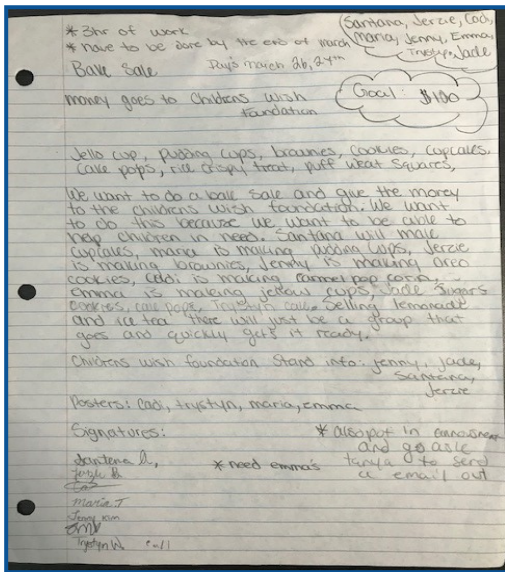 * 3hr of work
* have to be done by the end of march
Santana, Jerzie, Cadi,
Maria, Jenny, Emma
Trystyn, Jade
Bake Sale Days march 26, 27th
Goal: $100
money goes to Childrens Wish
Foundation
Jello cup, pudding cups, brownies, cookies, cupcakes,
Cake pops, rice crispy treat, puff weat squares,
We want to do a bake sale and give the money
to the childrens wish foundation. We want
to do this because we want to be able to
help children in need. Santana will make
cupcakes, maria is making pudding cups, Jerzie
is making brownies, Jenny is making oreo
cookies, Cadi is making pop corn,
emma is making cups, Jade Sugars
cookies, cake pops, Trystyn Selling lemonade
and ice tea there will just be a group that
goes and quickly gets it ready.
Childrens wish foundation Stand info: Jenny, Jade,
Santana,
Jerzie
Posters: Cadi, trystyn, maria, emma
Signatures:
* also put in
and go ask
tanya to send
a email out
* need emma's
Maria T
Jenny Kim
Trystyn W.